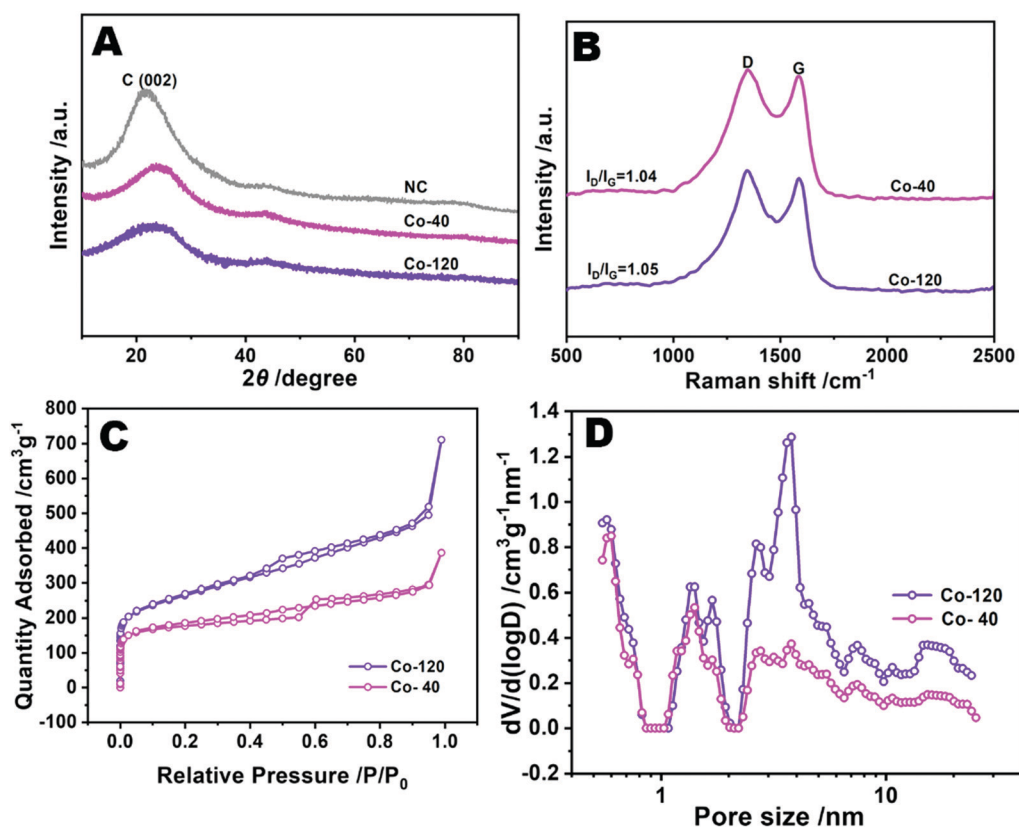 A
C (002)
NC
Co-40
Co-120
Intensity /a.u.
20 40 60 80
2θ /degree
B
D G
I_D/I_G=1.04
Co-40
I_D/I_G=1.05
Co-120
Intensity /a.u.
500 1000 1500 2000 2500
Raman shift /cm⁻¹
C
800
700
600
500
400
300
200
100
0
-100
Quantity Adsorbed /cm³g⁻¹
Co-120
Co- 40
0.0 0.2 0.4 0.6 0.8 1.0
Relative Pressure /P/P₀
D
1.4
1.2
1.0
0.8
0.6
0.4
0.2
0.0
-0.2
dV/d(logD) /cm³g⁻¹nm⁻¹
Co-120
Co- 40
1 10
Pore size /nm